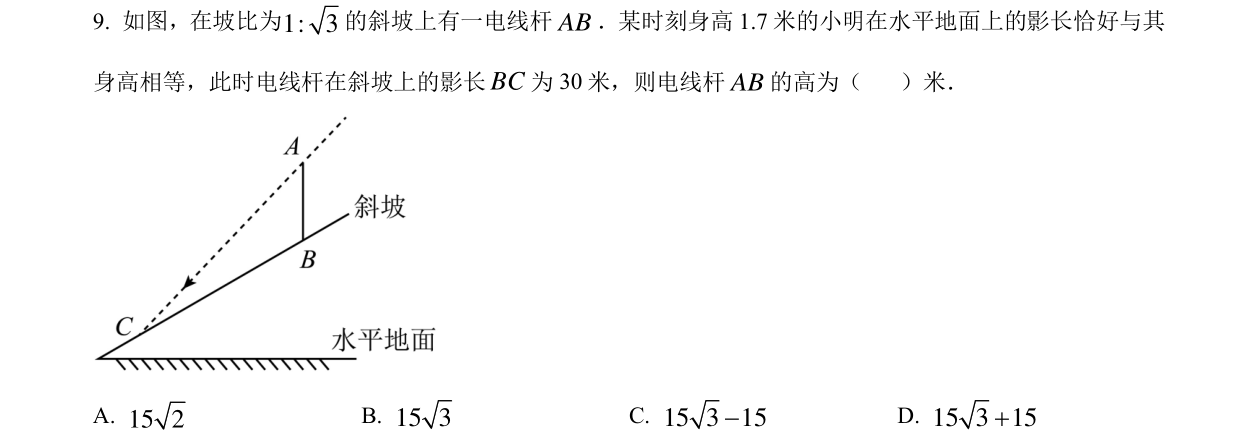 9. 如图，在坡比为1:√3的斜坡上有一电线杆AB．某时刻身高1.7米的小明在水平地面上的影长恰好与其
身高相等，此时电线杆在斜坡上的影长BC为30米，则电线杆AB的高为（　　）米．
A
斜坡
B
C
水平地面
A. 15√2 B. 15√3 C. 15√3－15 D. 15√3+15